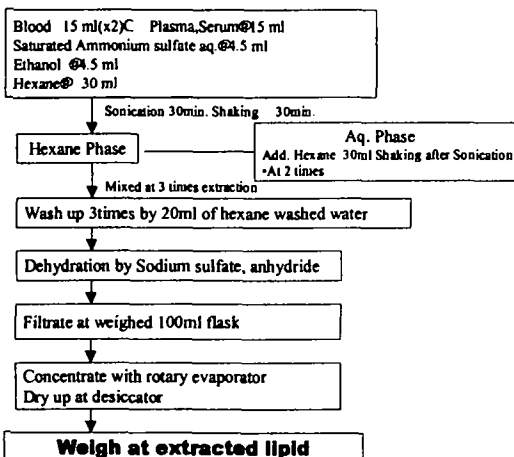 Blood 15 ml(x2)C Plasma,Serum@15 ml
Saturated Ammonium sulfate aq.@4.5 ml
Ethanol @4.5 ml
Hexane@ 30 ml
Sonication 30min. Shaking 30min.
Hexane Phase
Aq. Phase
Add. Hexane 30ml Shaking after Sonication
•At 2 times
Mixed at 3 times extraction
Wash up 3times by 20ml of hexane washed water
Dehydration by Sodium sulfate, anhydride
Filtrate at weighed 100ml flask
Concentrate with rotary evaporator
Dry up at desiccator
Weigh at extracted lipid